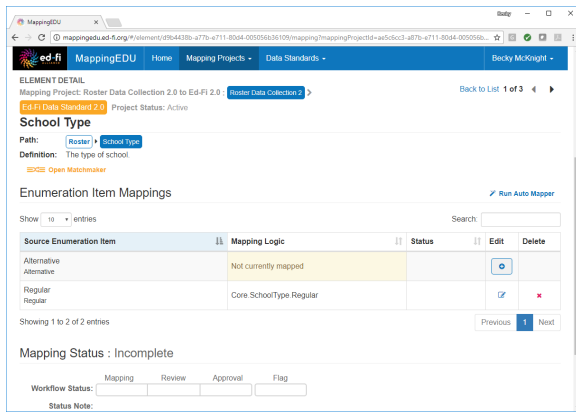 Becky
MappingEDU
mappingedu.ed-fi.org/#/element/d9b4438b-a77b-e711-80d4-005056b36109/mapping?mappingProjectId=ae5c6cc3-a87b-e711-80d4-005056b...
ed-fi ALLIANCE MappingEDU Home Mapping Projects Data Standards Becky McKnight
ELEMENT DETAIL
Mapping Project: Roster Data Collection 2.0 to Ed-Fi 2.0 : Roster Data Collection 2 Back to List 1 of 3
Ed-Fi Data Standard 2.0 Project Status: Active
School Type
Path: Roster School Type
Definition: The type of school.
Open Matchmaker
Enumeration Item Mappings Run Auto Mapper
Show 10 entries Search:
Source Enumeration Item Mapping Logic Status Edit Delete
Alternative
Alternative
Not currently mapped
Regular
Regular
Core.SchoolType.Regular
Showing 1 to 2 of 2 entries Previous 1 Next
Mapping Status : Incomplete
Mapping Review Approval Flag
Workflow Status:
Status Note: